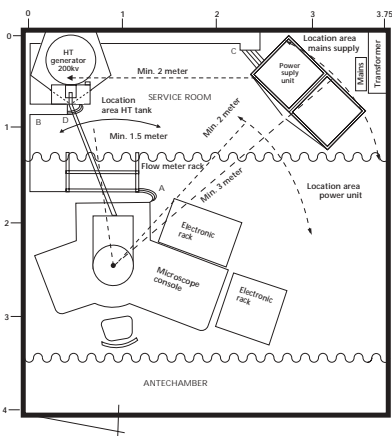 0 1 2 3 3.75
0
1
2
3
4
HT
generator
200kv
Min. 2 meter
C
Location area
mains supply
Power
suply
unit
Mains
Transformer
SERVICE ROOM
Location
area HT tank
B
D
Min. 1.5 meter
Min. 2 meter
Flow meter rack
A
Min. 3 meter
Location area
power unit
Electronic
rack
Microscope
console
Electronic
rack
ANTECHAMBER